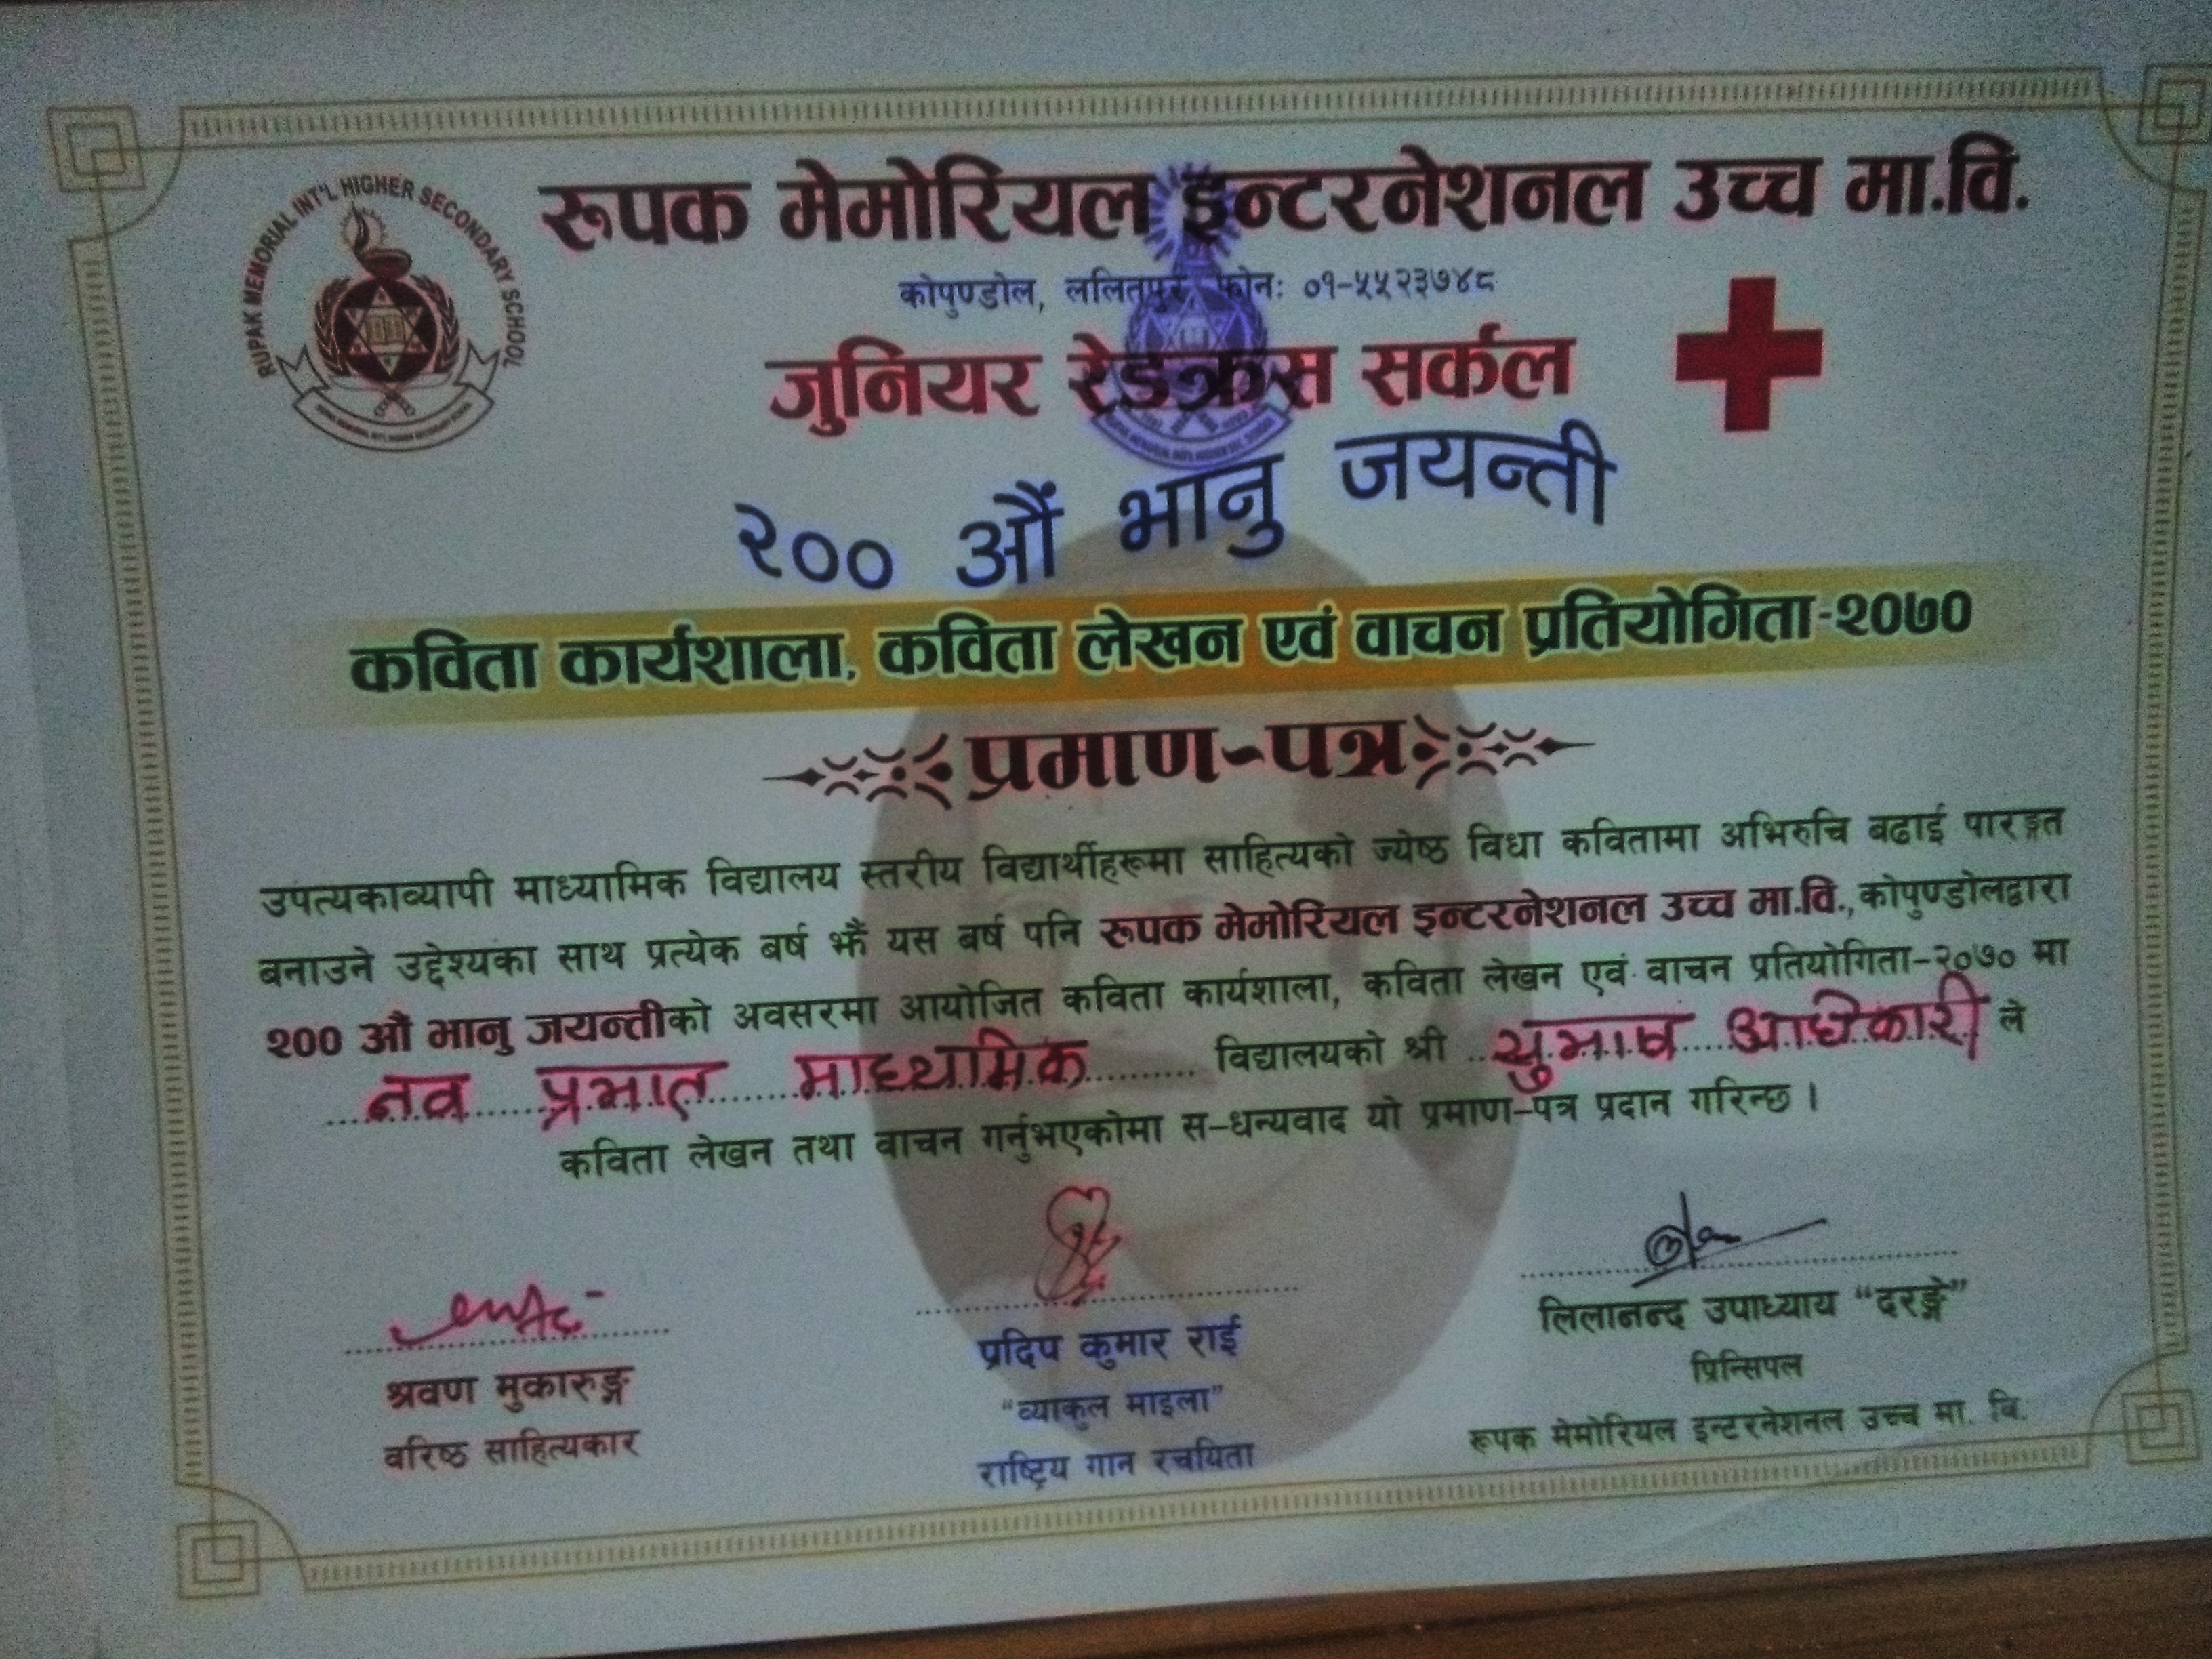 RUPAK MEMORIAL INT'L HIGHER SECONDARY SCHOOL
रूपक मेमोरियल इन्टरनेशनल उच्च मा.वि.
कोपुण्डोल, ललितपुर फोनः ०१-५५२३७४८
जुनियर रेडक्रस सर्कल
२०० औं भानु जयन्ती
कविता कार्यशाला, कविता लेखन एवं वाचन प्रतियोगिता-२०७०
प्रमाण-पत्र
उपत्यकाव्यापी माध्यामिक विद्यालय स्तरीय विद्यार्थीहरूमा साहित्यको ज्येष्ठ विधा कवितामा अभिरुचि बढाई पारङ्गत
बनाउने उद्देश्यका साथ प्रत्येक बर्ष झैं यस बर्ष पनि रूपक मेमोरियल इन्टरनेशनल उच्च मा.वि.,कोपुण्डोलद्वारा
२०० औं भानु जयन्तीको अवसरमा आयोजित कविता कार्यशाला, कविता लेखन एवं वाचन प्रतियोगिता-२०७० मा
नव प्रभात माध्यामिक विद्यालयको श्री सुभाष अधिकारी ले
कविता लेखन तथा वाचन गर्नुभएकोमा स-धन्यवाद यो प्रमाण-पत्र प्रदान गरिन्छ ।
श्रवण मुकारुङ्ग
वरिष्ठ साहित्यकार
प्रदिप कुमार राई
"व्याकुल माइला"
राष्ट्रिय गान रचयिता
लिलानन्द उपाध्याय "दरङ्गे"
प्रिन्सिपल
रूपक मेमोरियल इन्टरनेशनल उच्च मा. वि.